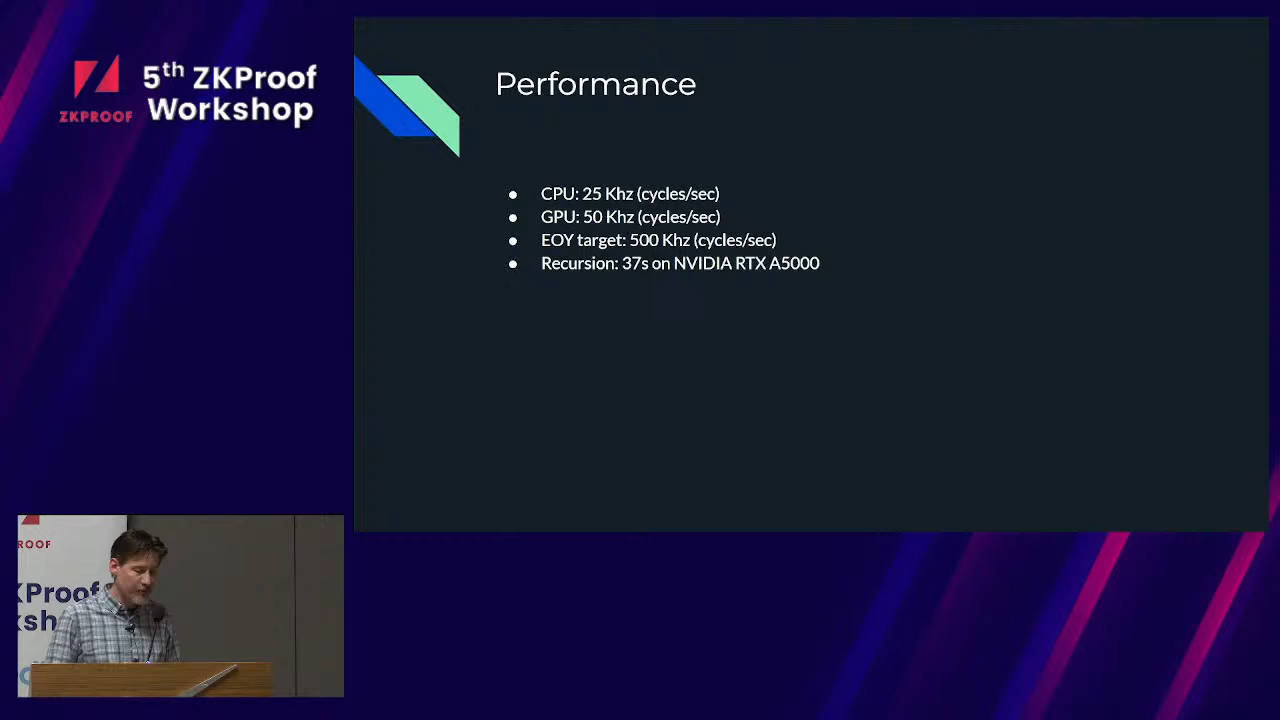 5th ZKProof
Workshop
ZKPROOF
Performance
● CPU: 25 Khz (cycles/sec)
● GPU: 50 Khz (cycles/sec)
● EOY target: 500 Khz (cycles/sec)
● Recursion: 37s on NVIDIA RTX A5000
ROOF
KProof
ksh